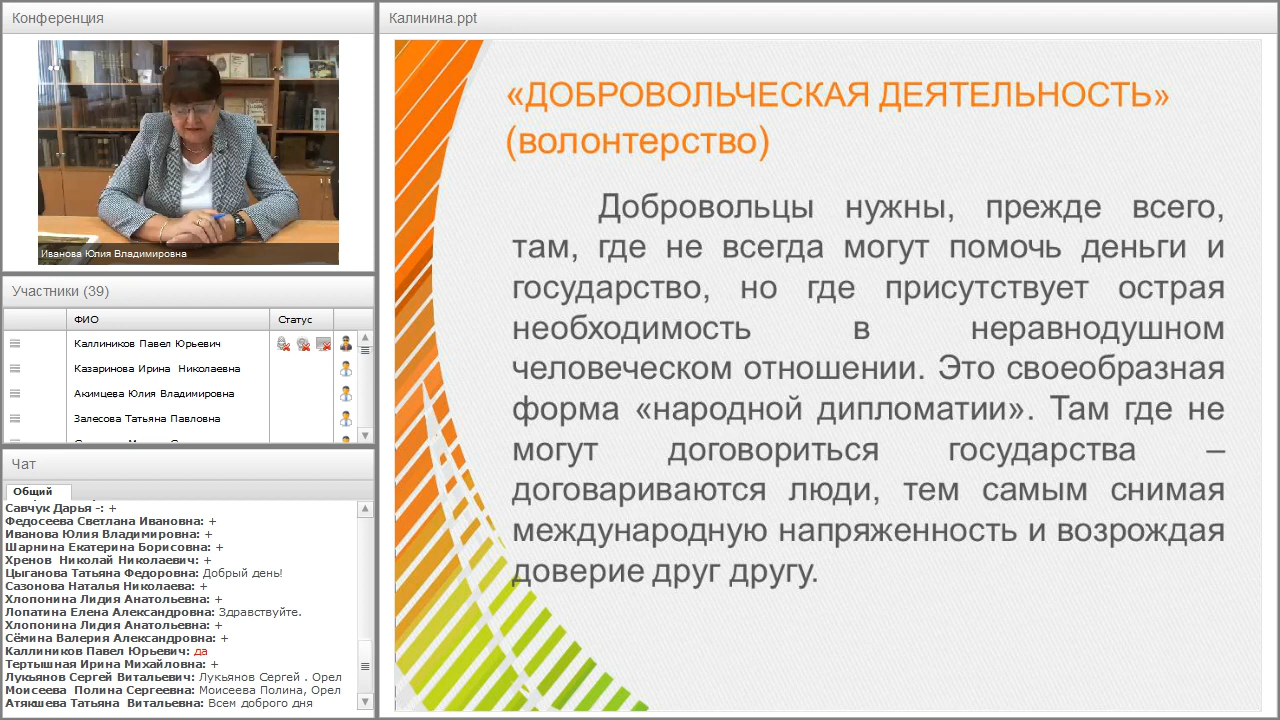 Конференция
Иванова Юлия Владимировна
Участники (39)
ФИО Статус
Каллиников Павел Юрьевич
Казаринова Ирина Николаевна
Акимцева Юлия Владимировна
Залесова Татьяна Павловна
Чат
Общий
Савчук Дарья -: +
Федосеева Светлана Ивановна: +
Иванова Юлия Владимировна: +
Шарнина Екатерина Борисовна: +
Хренов Николай Николаевич: +
Цыганова Татьяна Федоровна: Добрый день!
Сазонова Наталья Николаева: +
Хлопонина Лидия Анатольевна: +
Лопатина Елена Александровна: Здравствуйте.
Хлопонина Лидия Анатольевна: +
Сёмина Валерия Александровна: +
Каллиников Павел Юрьевич: да
Тертышная Ирина Михайловна: +
Лукьянов Сергей Витальевич: Лукьянов Сергей . Орел
Моисеева Полина Сергеевна: Моисеева Полина, Орел
Атякшева Татьяна Витальевна: Всем доброго дня
Калинина.ppt
«ДОБРОВОЛЬЧЕСКАЯ ДЕЯТЕЛЬНОСТЬ»
(волонтерство)
Добровольцы нужны, прежде всего,
там, где не всегда могут помочь деньги и
государство, но где присутствует острая
необходимость в неравнодушном
человеческом отношении. Это своеобразная
форма «народной дипломатии». Там где не
могут договориться государства –
договариваются люди, тем самым снимая
международную напряженность и возрождая
доверие друг другу.